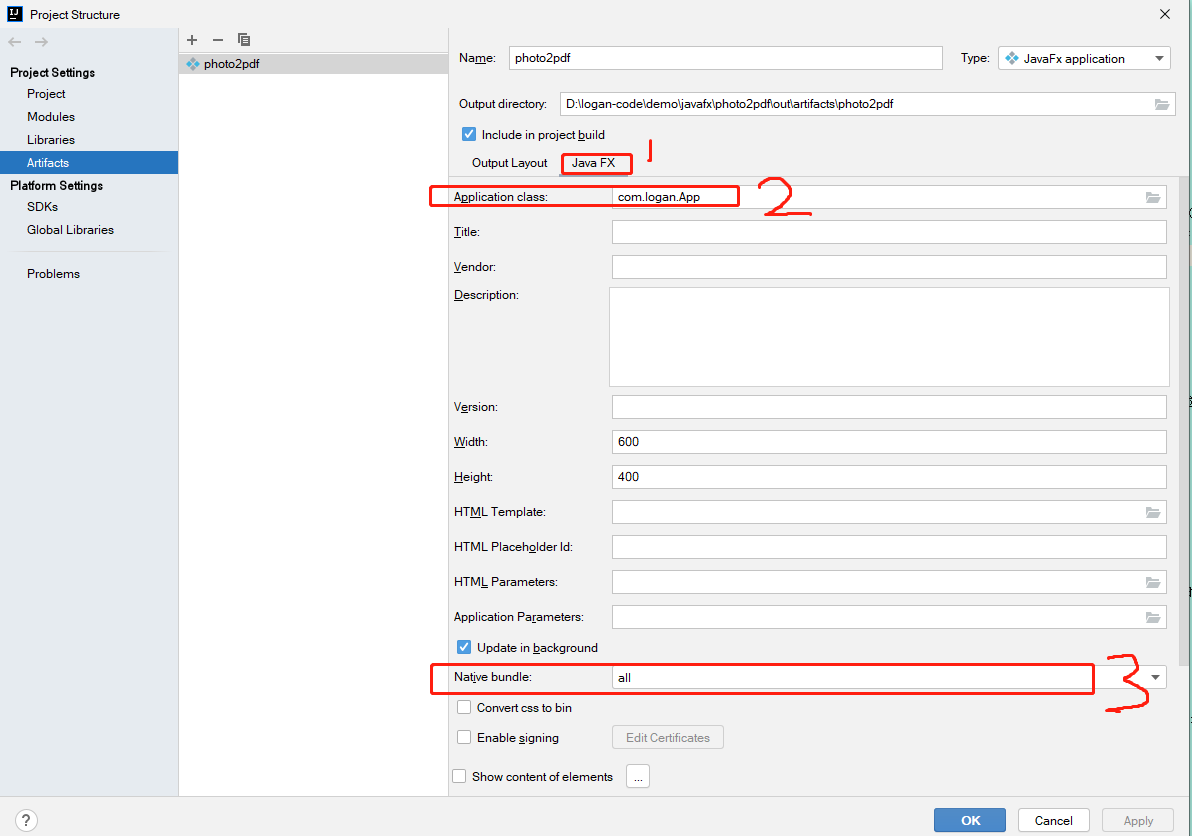 Project Structure
Project Settings
Project
Modules
Libraries
Artifacts
Platform Settings
SDKs
Global Libraries
Problems
photo2pdf
Name: photo2pdf Type: JavaFx application
Output directory: D:\logan-code\demo\javafx\photo2pdf\out\artifacts\photo2pdf
Include in project build
Output Layout Java FX 1
Application class: com.logan.App 2
Title:
Vendor:
Description:
Version:
Width: 600
Height: 400
HTML Template:
HTML Placeholder Id:
HTML Parameters:
Application Parameters:
Update in background
Native bundle: all 3
Convert css to bin
Enable signing Edit Certificates
Show content of elements ...
? OK Cancel Apply